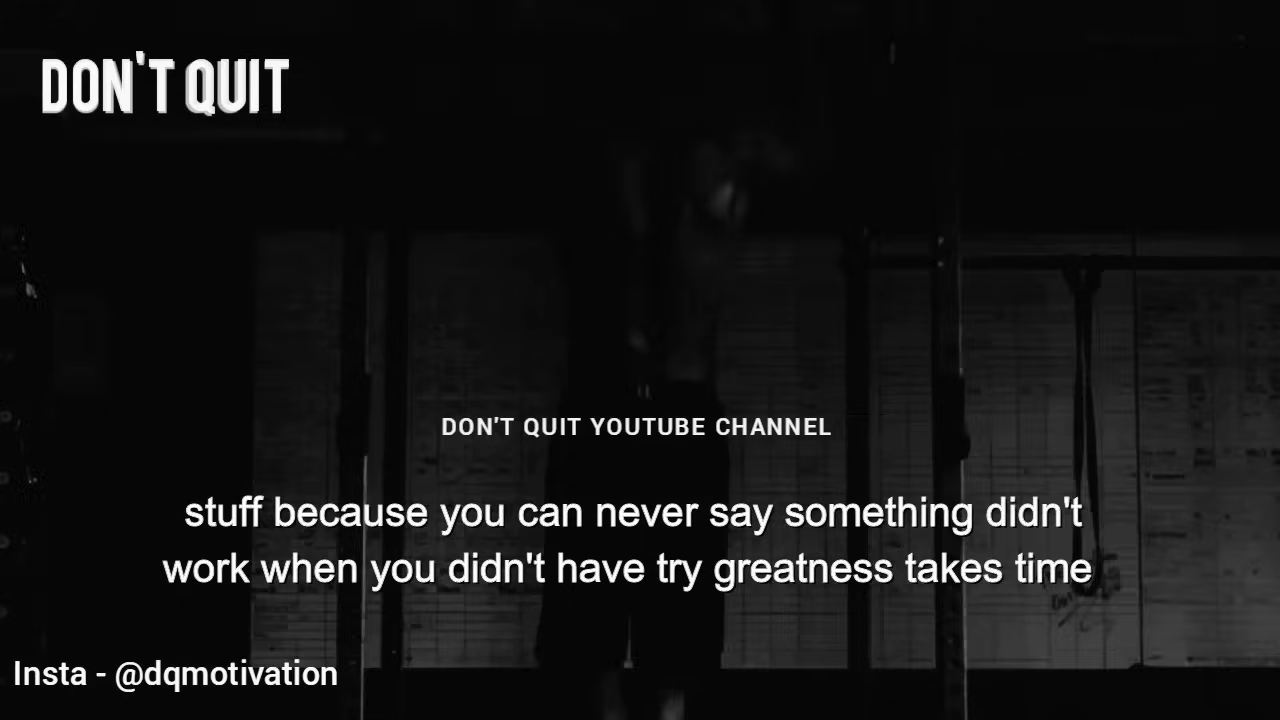 DON'T QUIT
DON'T QUIT YOUTUBE CHANNEL
stuff because you can never say something didn't
work when you didn't have try greatness takes time
Insta - @dqmotivation